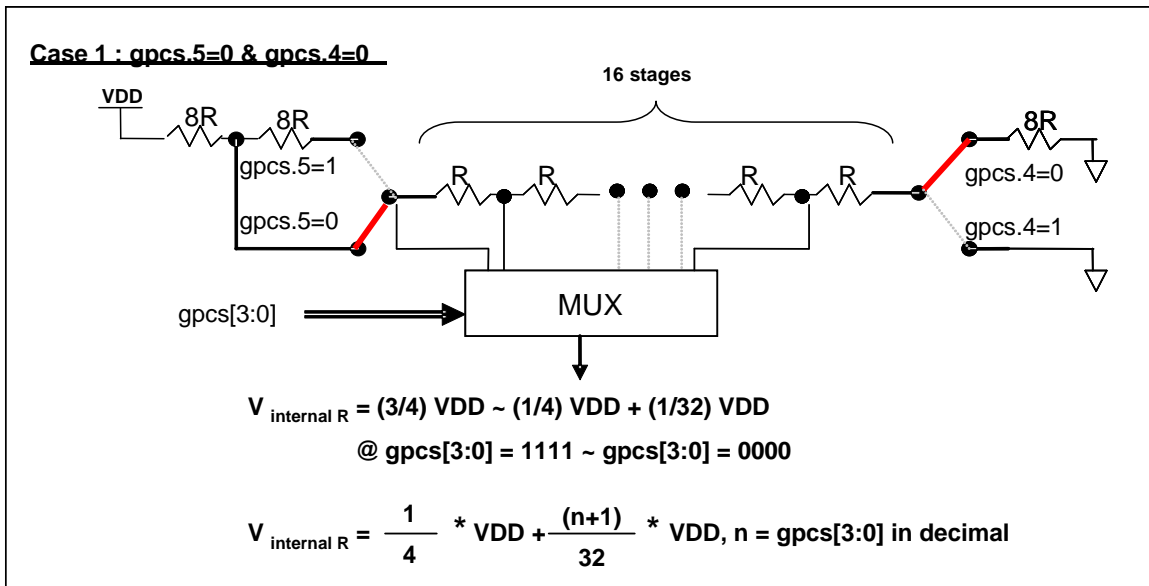 Case 1 : gpcs.5=0 & gpcs.4=0
16 stages
VDD
8R
8R
8R
gpcs.5=1
R
R
R
R
gpcs.4=0
gpcs.5=0
gpcs.4=1
gpcs[3:0]
MUX
V internal R = (3/4) VDD ~ (1/4) VDD + (1/32) VDD
@ gpcs[3:0] = 1111 ~ gpcs[3:0] = 0000
V internal R = 1/4 * VDD + (n+1)/32 * VDD, n = gpcs[3:0] in decimal